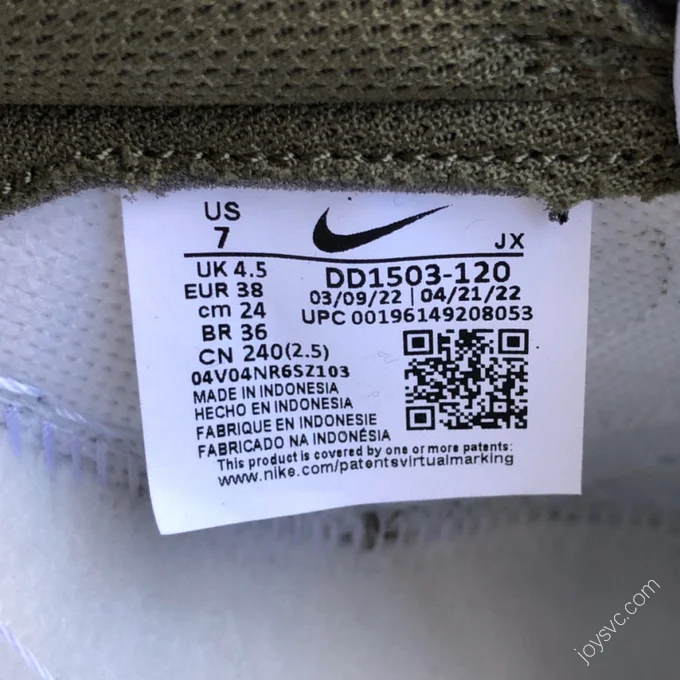 US
7
JX
UK 4.5
EUR 38
cm 24
BR 36
CN 240(2.5)
DD1503-120
03/09/22 | 04/21/22
UPC 00196149208053
04V04NR6SZ103
MADE IN INDONESIA
HECHO EN INDONESIA
FABRIQUE EN INDONESIE
FABRICADO NA INDONÉSIA
This product is covered by one or more patents:
www.nike.com/patentsvirtualmarking
joysvc.com